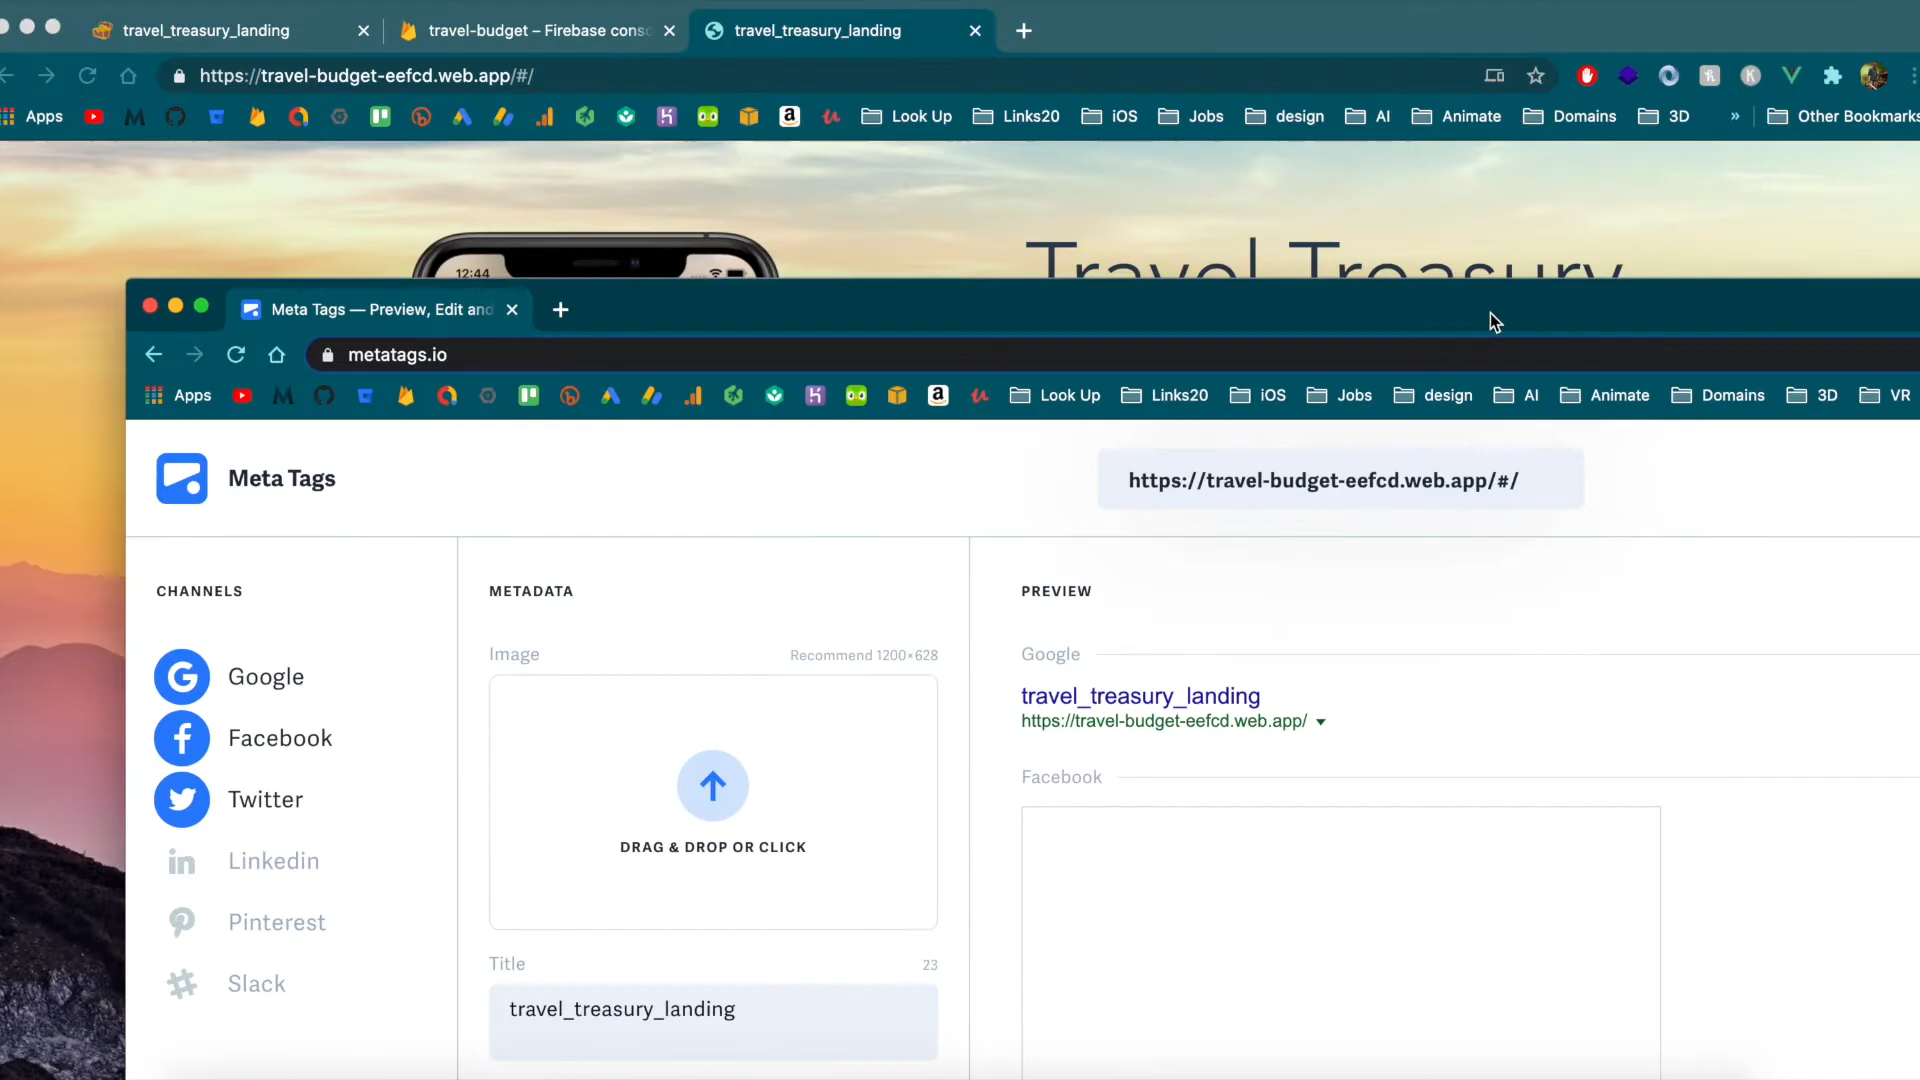 travel_treasury_landing
travel-budget – Firebase conso
travel_treasury_landing
https://travel-budget-eefcd.web.app/#/
Apps
Look Up
Links20
iOS
Jobs
design
AI
Animate
Domains
3D
»
Other Bookmarks
12:44
Travel Treasury
Meta Tags — Preview, Edit and
metatags.io
Apps
Look Up
Links20
iOS
Jobs
design
AI
Animate
Domains
3D
VR
Meta Tags
https://travel-budget-eefcd.web.app/#/
CHANNELS
METADATA
PREVIEW
Google
Facebook
Twitter
Linkedin
Pinterest
Slack
Image
Recommend 1200×628
DRAG & DROP OR CLICK
Title
23
travel_treasury_landing
Google
travel_treasury_landing
https://travel-budget-eefcd.web.app/
Facebook